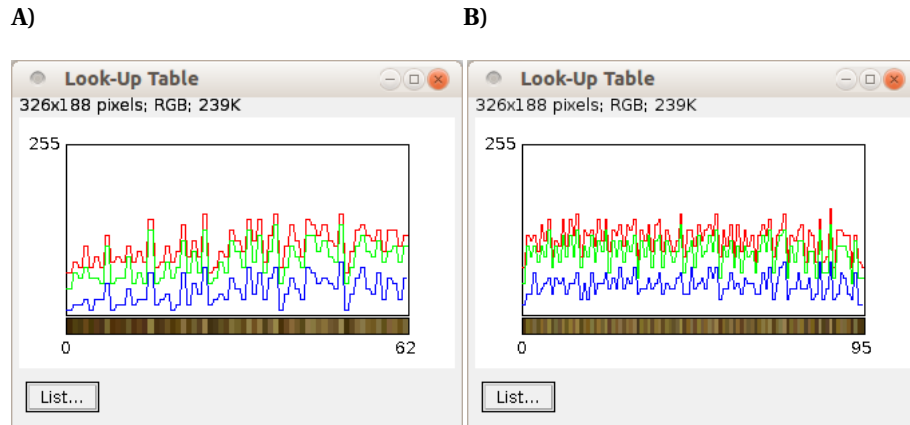 A)
B)
Look-Up Table
326x188 pixels; RGB; 239K
255
0
62
List...
Look-Up Table
326x188 pixels; RGB; 239K
255
0
95
List...